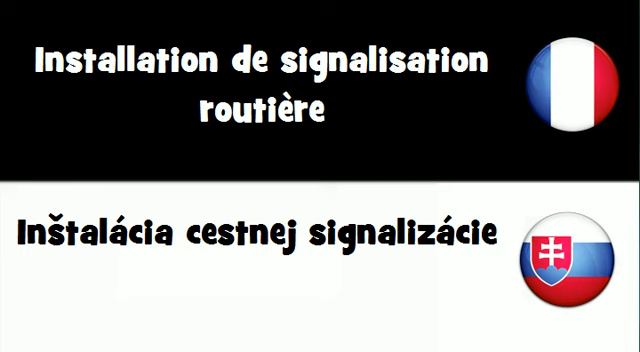 Installation de signalisation
routière
Inštalácia cestnej signalizácie